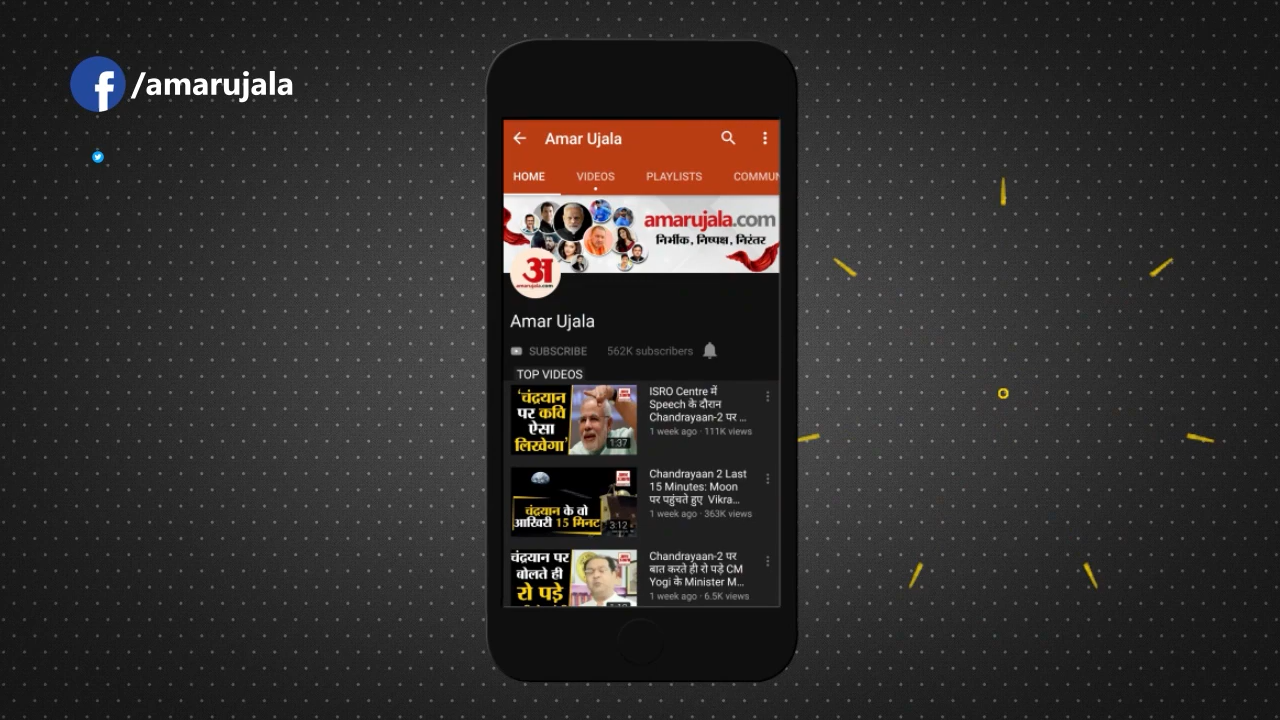 /amarujala
Amar Ujala
HOME VIDEOS PLAYLISTS COMMUN
amarujala.com
निर्भीक, निष्पक्ष, निरंतर
अ
amarujala.com
Amar Ujala
SUBSCRIBE 562K subscribers
TOP VIDEOS
'चंद्रयान
पर कवि
ऐसा
लिखेगा'
1:37
ISRO Centre में
Speech के दौरान
Chandrayaan-2 पर ...
1 week ago · 111K views
चंद्रयान के वो
आखिरी 15 मिनट
3:12
Chandrayaan 2 Last
15 Minutes: Moon
पर पहुंचते हुए Vikra...
1 week ago · 363K views
चंद्रयान पर
बोलते ही
रो पड़े
Chandrayaan-2 पर
बात करते ही रो पड़े CM
Yogi के Minister M...
1 week ago · 6.5K views